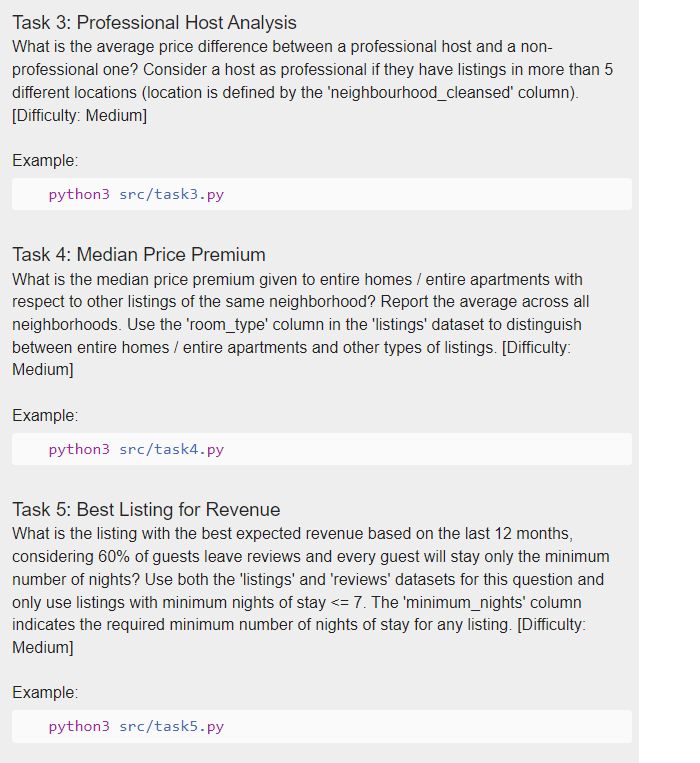 Task 3: Professional Host Analysis
What is the average price difference between a professional host and a non-
professional one? Consider a host as professional if they have listings in more than 5
different locations (location is defined by the 'neighbourhood_cleansed' column).
[Difficulty: Medium]
Example:
python3 src/task3.py
Task 4: Median Price Premium
What is the median price premium given to entire homes / entire apartments with
respect to other listings of the same neighborhood? Report the average across all
neighborhoods. Use the 'room_type' column in the 'listings' dataset to distinguish
between entire homes / entire apartments and other types of listings. [Difficulty:
Medium]
Example:
python3 src/task4.py
Task 5: Best Listing for Revenue
What is the listing with the best expected revenue based on the last 12 months,
considering 60% of guests leave reviews and every guest will stay only the minimum
number of nights? Use both the 'listings' and 'reviews' datasets for this question and
only use listings with minimum nights of stay <= 7. The 'minimum_nights' column
indicates the required minimum number of nights of stay for any listing. [Difficulty:
Medium]
Example:
python3 src/task5.py